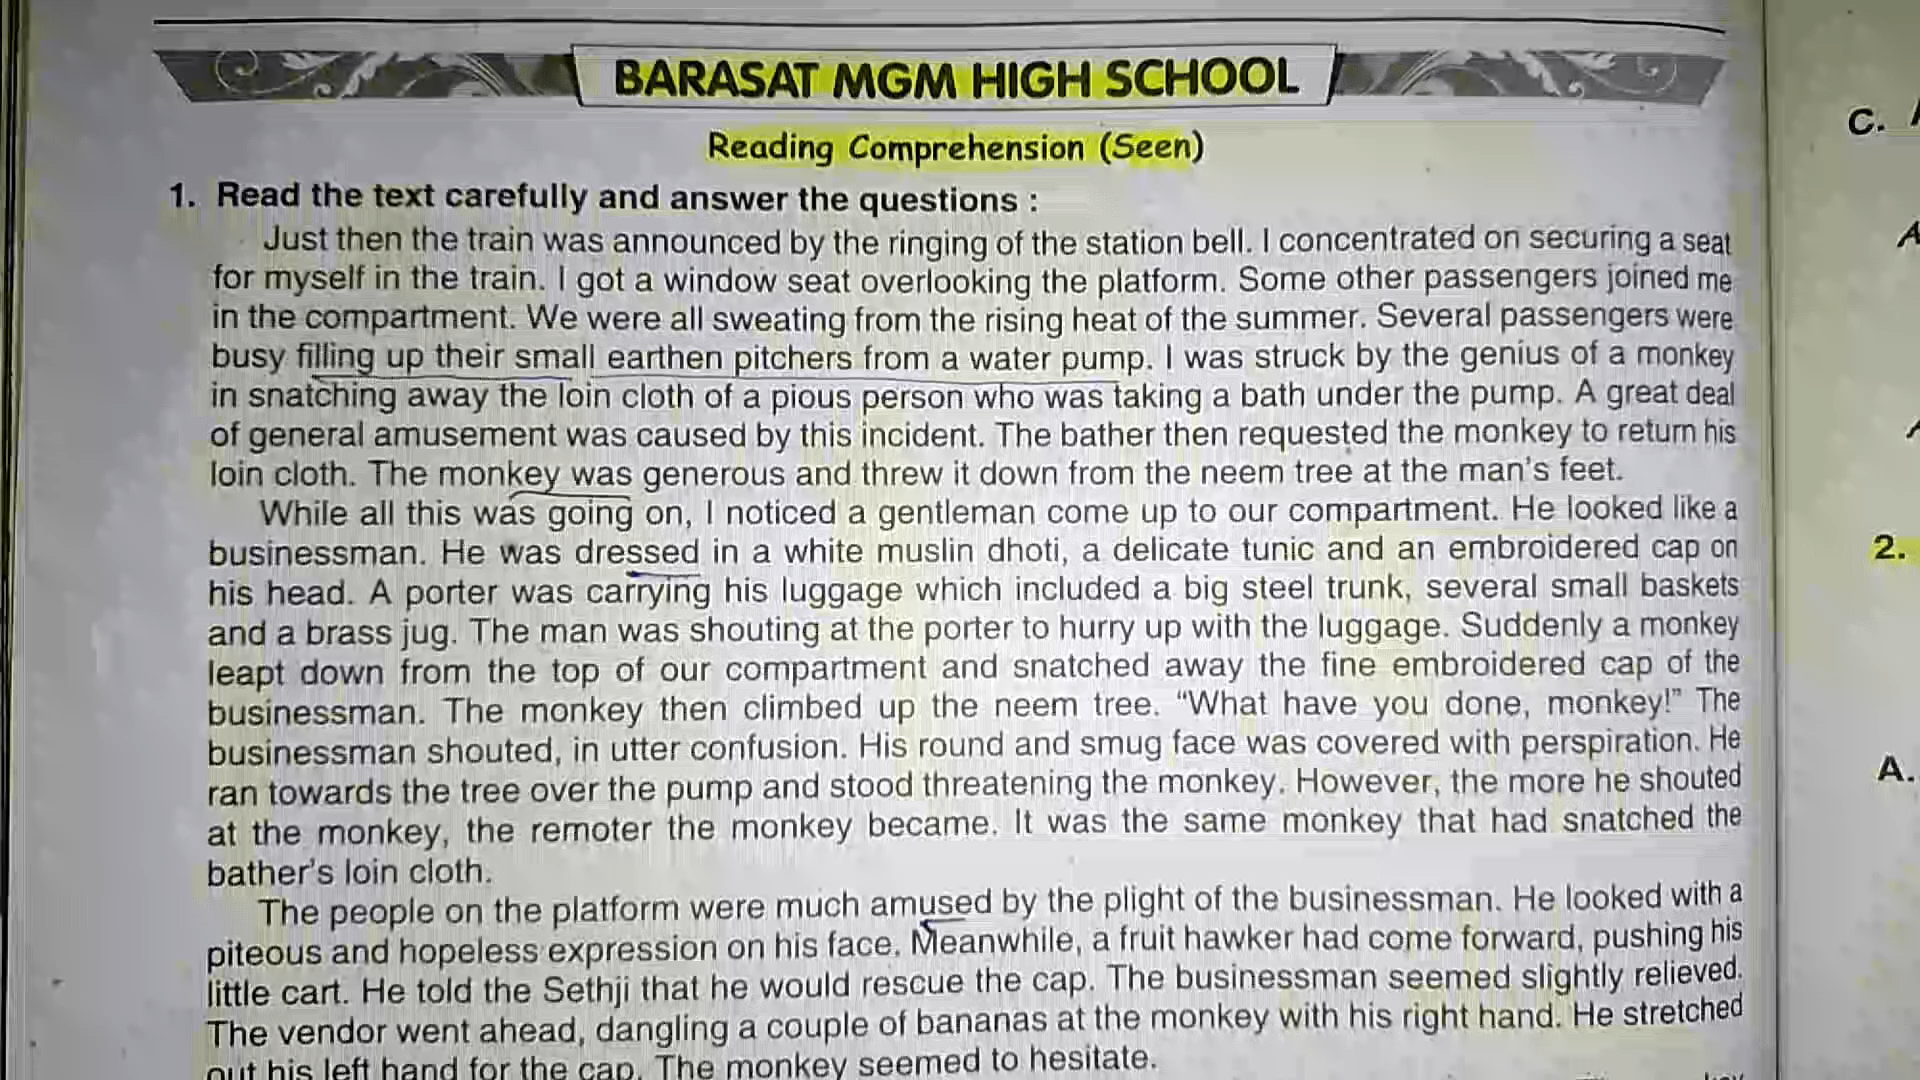 BARASAT MGM HIGH SCHOOL
Reading Comprehension (Seen)
1. Read the text carefully and answer the questions :
Just then the train was announced by the ringing of the station bell. I concentrated on securing a seat
for myself in the train. I got a window seat overlooking the platform. Some other passengers joined me
in the compartment. We were all sweating from the rising heat of the summer. Several passengers were
busy filling up their small earthen pitchers from a water pump. I was struck by the genius of a monkey
in snatching away the loin cloth of a pious person who was taking a bath under the pump. A great deal
of general amusement was caused by this incident. The bather then requested the monkey to return his
loin cloth. The monkey was generous and threw it down from the neem tree at the man's feet.
While all this was going on, I noticed a gentleman come up to our compartment. He looked like a
businessman. He was dressed in a white muslin dhoti, a delicate tunic and an embroidered cap on
his head. A porter was carrying his luggage which included a big steel trunk, several small baskets
and a brass jug. The man was shouting at the porter to hurry up with the luggage. Suddenly a monkey
leapt down from the top of our compartment and snatched away the fine embroidered cap of the
businessman. The monkey then climbed up the neem tree. "What have you done, monkey!" The
businessman shouted, in utter confusion. His round and smug face was covered with perspiration. He
ran towards the tree over the pump and stood threatening the monkey. However, the more he shouted
at the monkey, the remoter the monkey became. It was the same monkey that had snatched the
bather's loin cloth.
The people on the platform were much amused by the plight of the businessman. He looked with a
piteous and hopeless expression on his face. Meanwhile, a fruit hawker had come forward, pushing his
little cart. He told the Sethji that he would rescue the cap. The businessman seemed slightly relieved.
The vendor went ahead, dangling a couple of bananas at the monkey with his right hand. He stretched
out his left hand for the cap. The monkey seemed to hesitate.
C.
2.
A.